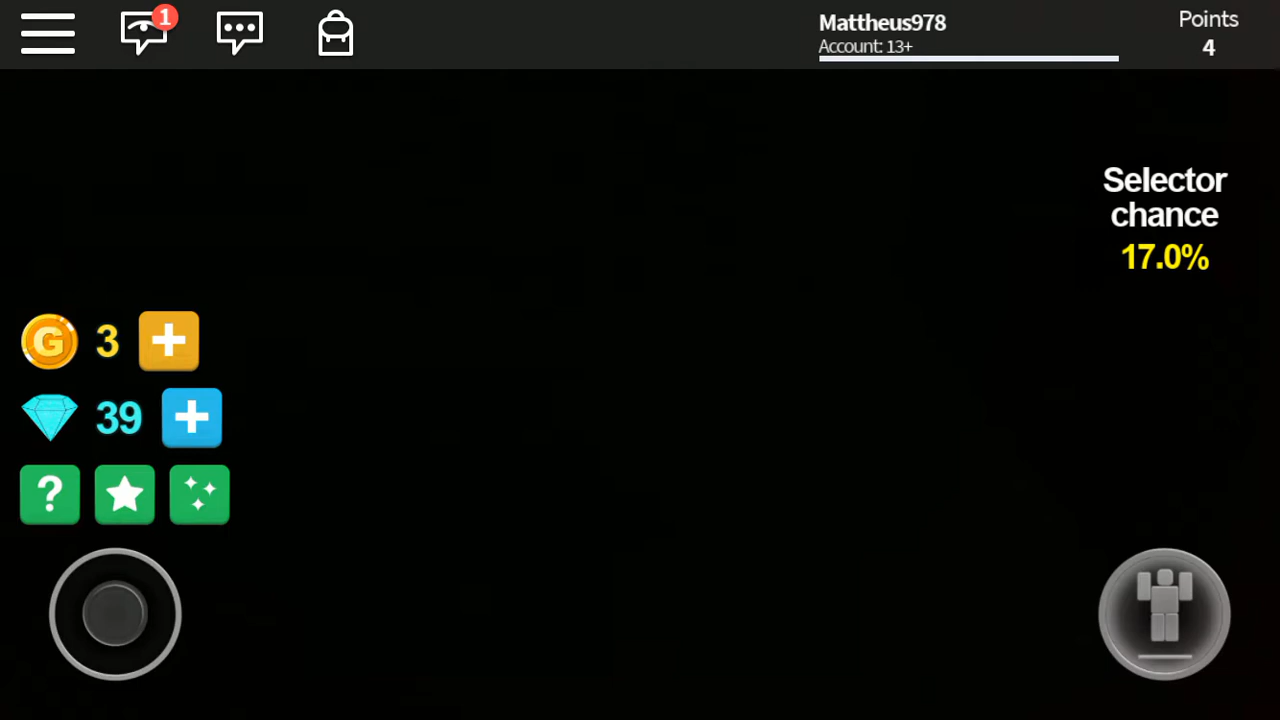 1
Mattheus978
Account: 13+
Points
4
Selector
chance
17.0%
G 3 +
39 +
?